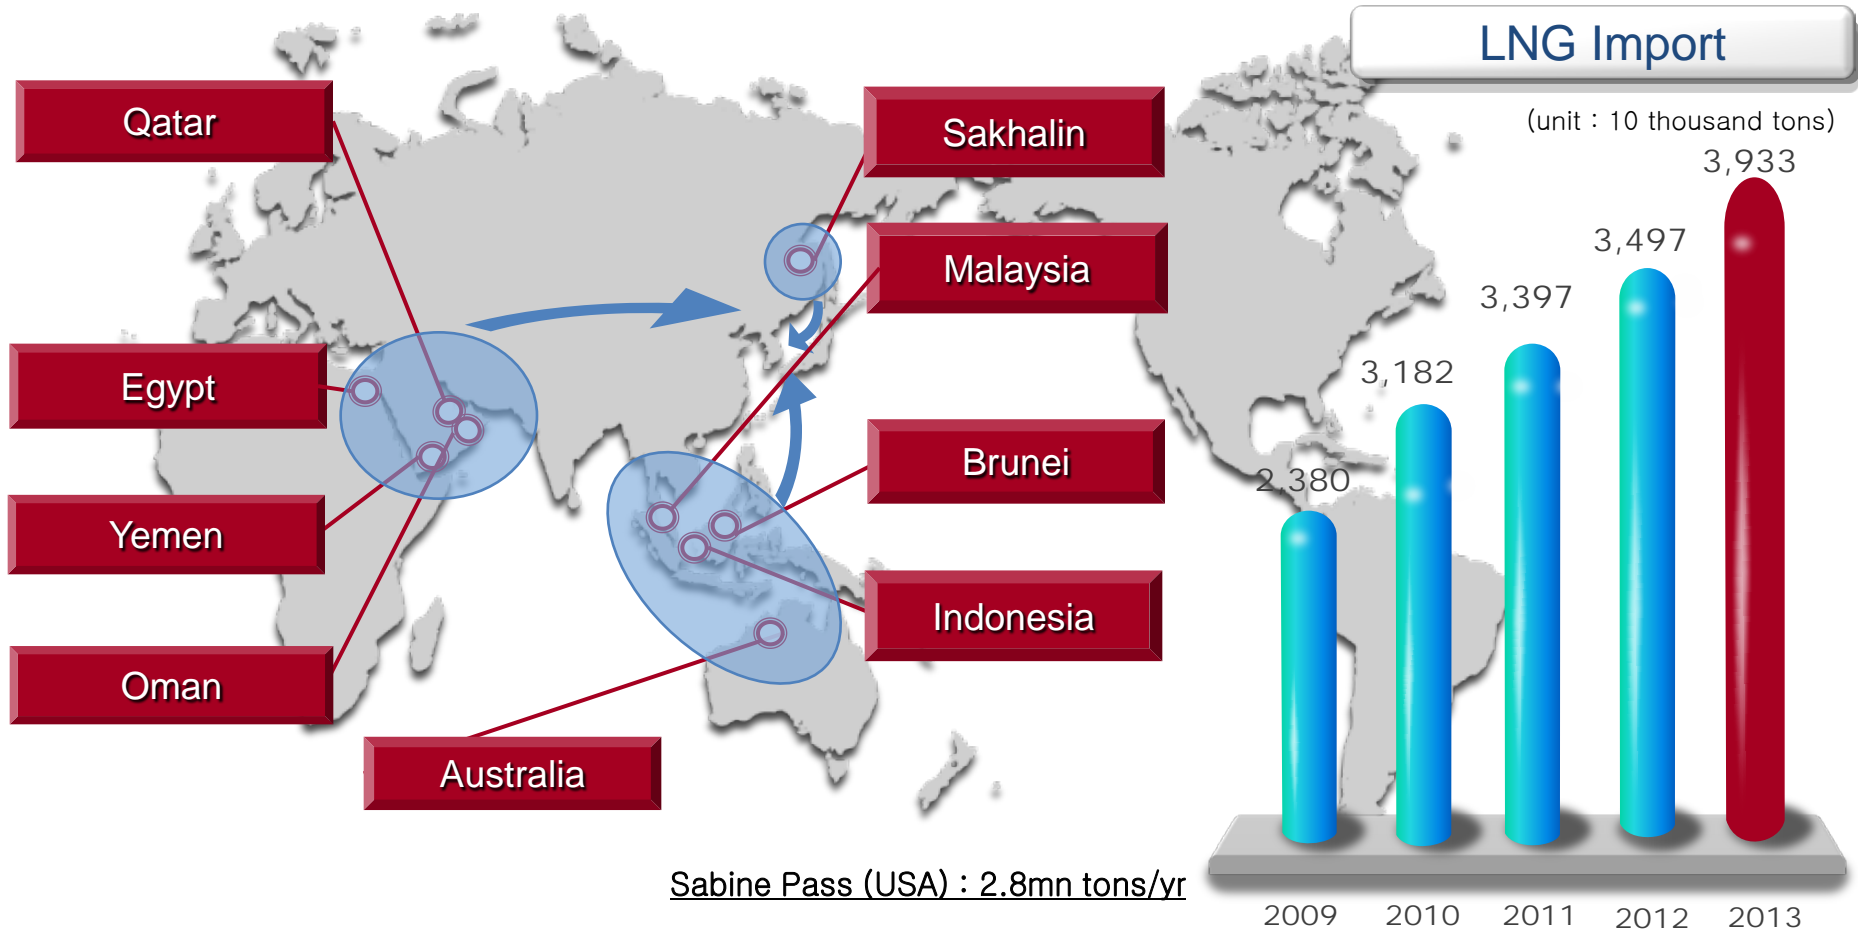 LNG Import
(unit : 10 thousand tons)
Qatar
Egypt
Yemen
Oman
Australia
Sakhalin
Malaysia
Brunei
Indonesia
2,380
3,182
3,397
3,497
3,933
2009
2010
2011
2012
2013
Sabine Pass (USA) : 2.8mn tons/yr